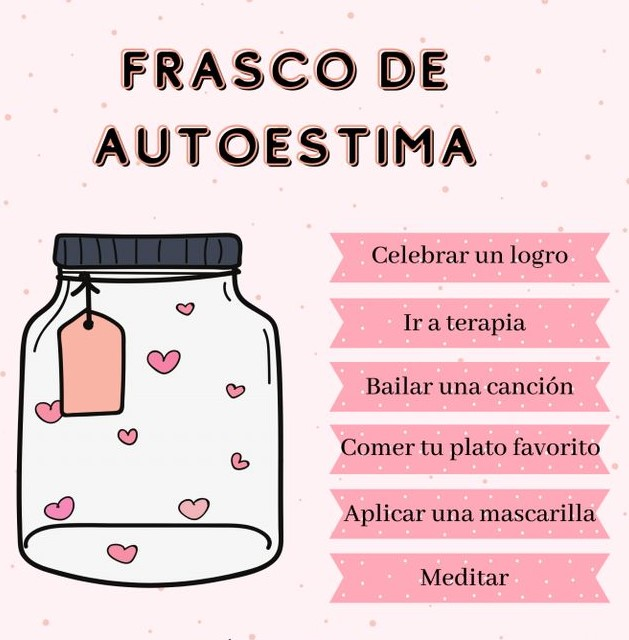 FRASCO DE
AUTOESTIMA
Celebrar un logro
Ir a terapia
Bailar una canción
Comer tu plato favorito
Aplicar una mascarilla
Meditar